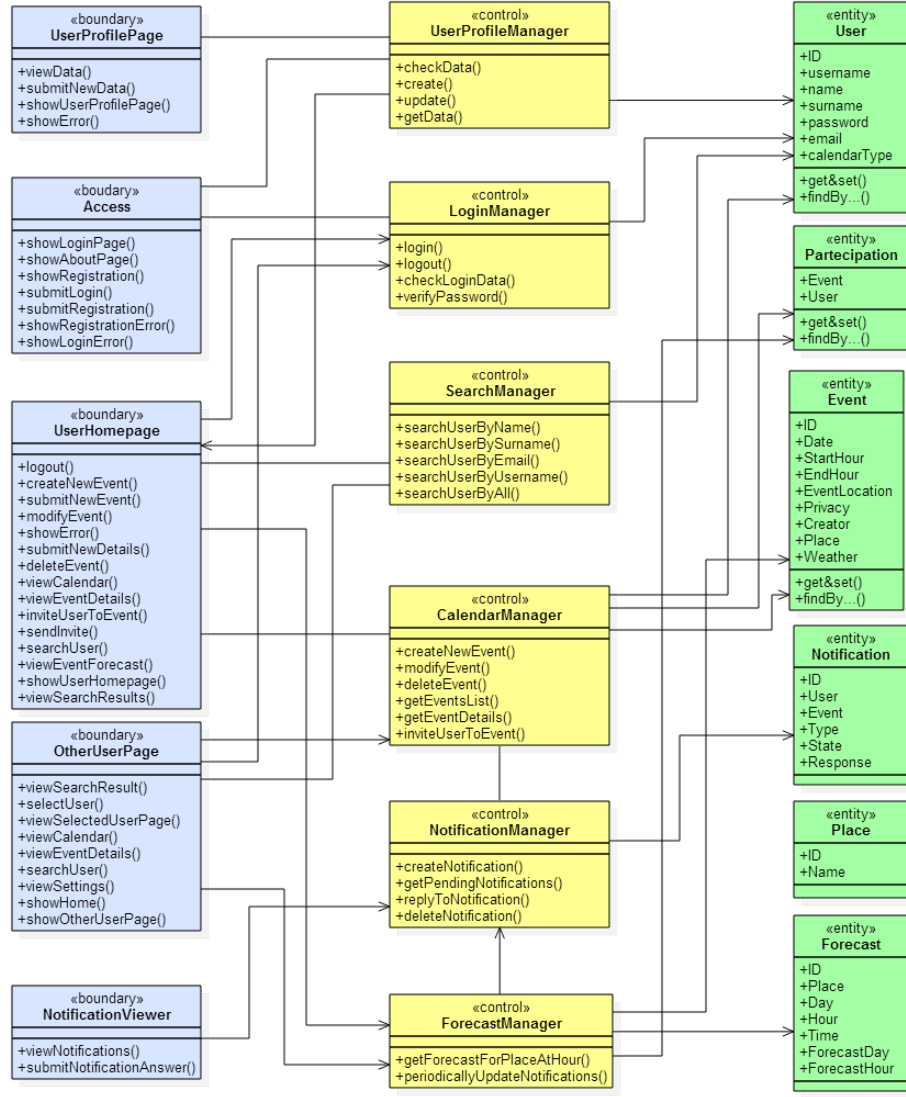 «boundary»
UserProfilePage
+viewData()
+submitNewData()
+showUserProfilePage()
+showError()
«boudary»
Access
+showLoginPage()
+showAboutPage()
+showRegistration()
+submitLogin()
+submitRegistration()
+showRegistrationError()
+showLoginError()
«boundary»
UserHomepage
+logout()
+createNewEvent()
+submitNewEvent()
+modifyEvent()
+showError()
+submitNewDetails()
+deleteEvent()
+viewCalendar()
+viewEventDetails()
+inviteUserToEvent()
+sendInvite()
+searchUser()
+viewEventForecast()
+showUserHomepage()
+viewSearchResults()
«boundary»
OtherUserPage
+viewSearchResult()
+selectUser()
+viewSelectedUserPage()
+viewCalendar()
+viewEventDetails()
+searchUser()
+viewSettings()
+showHome()
+showOtherUserPage()
«boundary»
NotificationViewer
+viewNotifications()
+submitNotificationAnswer()
«control»
UserProfileManager
+checkData()
+create()
+update()
+getData()
«control»
LoginManager
+login()
+logout()
+checkLoginData()
+verifyPassword()
«control»
SearchManager
+searchUserByName()
+searchUserBySurname()
+searchUserByEmail()
+searchUserByUsername()
+searchUserByAll()
«control»
CalendarManager
+createNewEvent()
+modifyEvent()
+deleteEvent()
+getEventsList()
+getEventDetails()
+inviteUserToEvent()
«control»
NotificationManager
+createNotification()
+getPendingNotifications()
+replyToNotification()
+deleteNotification()
«control»
ForecastManager
+getForecastForPlaceAtHour()
+periodicallyUpdateNotifications()
«entity»
User
+ID
+username
+name
+surname
+password
+email
+calendarType
+get&set()
+findBy...()
«entity»
Partecipation
+Event
+User
+get&set()
+findBy...()
«entity»
Event
+ID
+Date
+StartHour
+EndHour
+EventLocation
+Privacy
+Creator
+Place
+Weather
+get&set()
+findBy...()
«entity»
Notification
+ID
+User
+Event
+Type
+State
+Response
«entity»
Place
+ID
+Name
«entity»
Forecast
+ID
+Place
+Day
+Hour
+Time
+ForecastDay
+ForecastHour